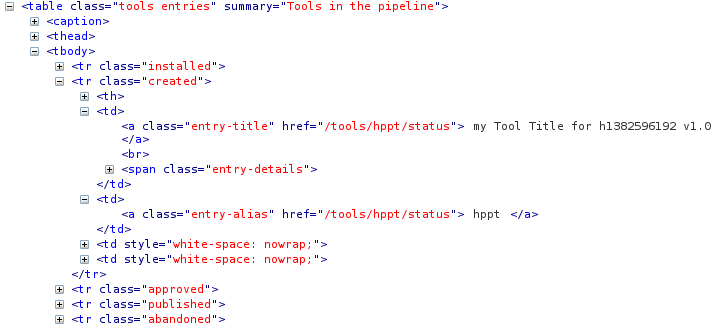 <table class="tools entries" summary="Tools in the pipeline">
<caption>
<thead>
<tbody>
<tr class="installed">
<tr class="created">
<th>
<td>
<a class="entry-title" href="/tools/hppt/status"> my Tool Title for h1382596192 v1.0
</a>
<br>
<span class="entry-details">
</td>
<td>
<a class="entry-alias" href="/tools/hppt/status"> hppt </a>
</td>
<td style="white-space: nowrap;">
<td style="white-space: nowrap;">
</tr>
<tr class="approved">
<tr class="published">
<tr class="abandoned">